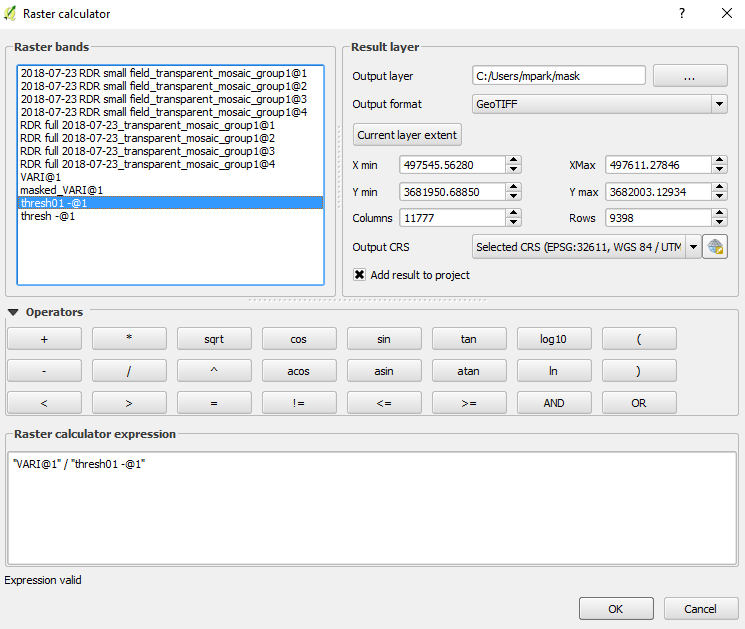 Raster calculator
Raster bands
2018-07-23 RDR small field_transparent_mosaic_group1@1
2018-07-23 RDR small field_transparent_mosaic_group1@2
2018-07-23 RDR small field_transparent_mosaic_group1@3
2018-07-23 RDR small field_transparent_mosaic_group1@4
RDR full 2018-07-23_transparent_mosaic_group1@1
RDR full 2018-07-23_transparent_mosaic_group1@2
RDR full 2018-07-23_transparent_mosaic_group1@3
RDR full 2018-07-23_transparent_mosaic_group1@4
VARI@1
masked_VARI@1
thresh01 -@1
thresh -@1
Result layer
Output layer C:/Users/mpark/mask ...
Output format GeoTIFF
Current layer extent
X min 497545.56280 XMax 497611.27846
Y min 3681950.68850 Y max 3682003.12934
Columns 11777 Rows 9398
Output CRS Selected CRS (EPSG:32611, WGS 84 / UTM
Add result to project
Operators
+ * sqrt cos sin tan log10 (
- / ^ acos asin atan ln )
< > = != <= >= AND OR
Raster calculator expression
"VARI@1" / "thresh01 -@1"
Expression valid
OK Cancel